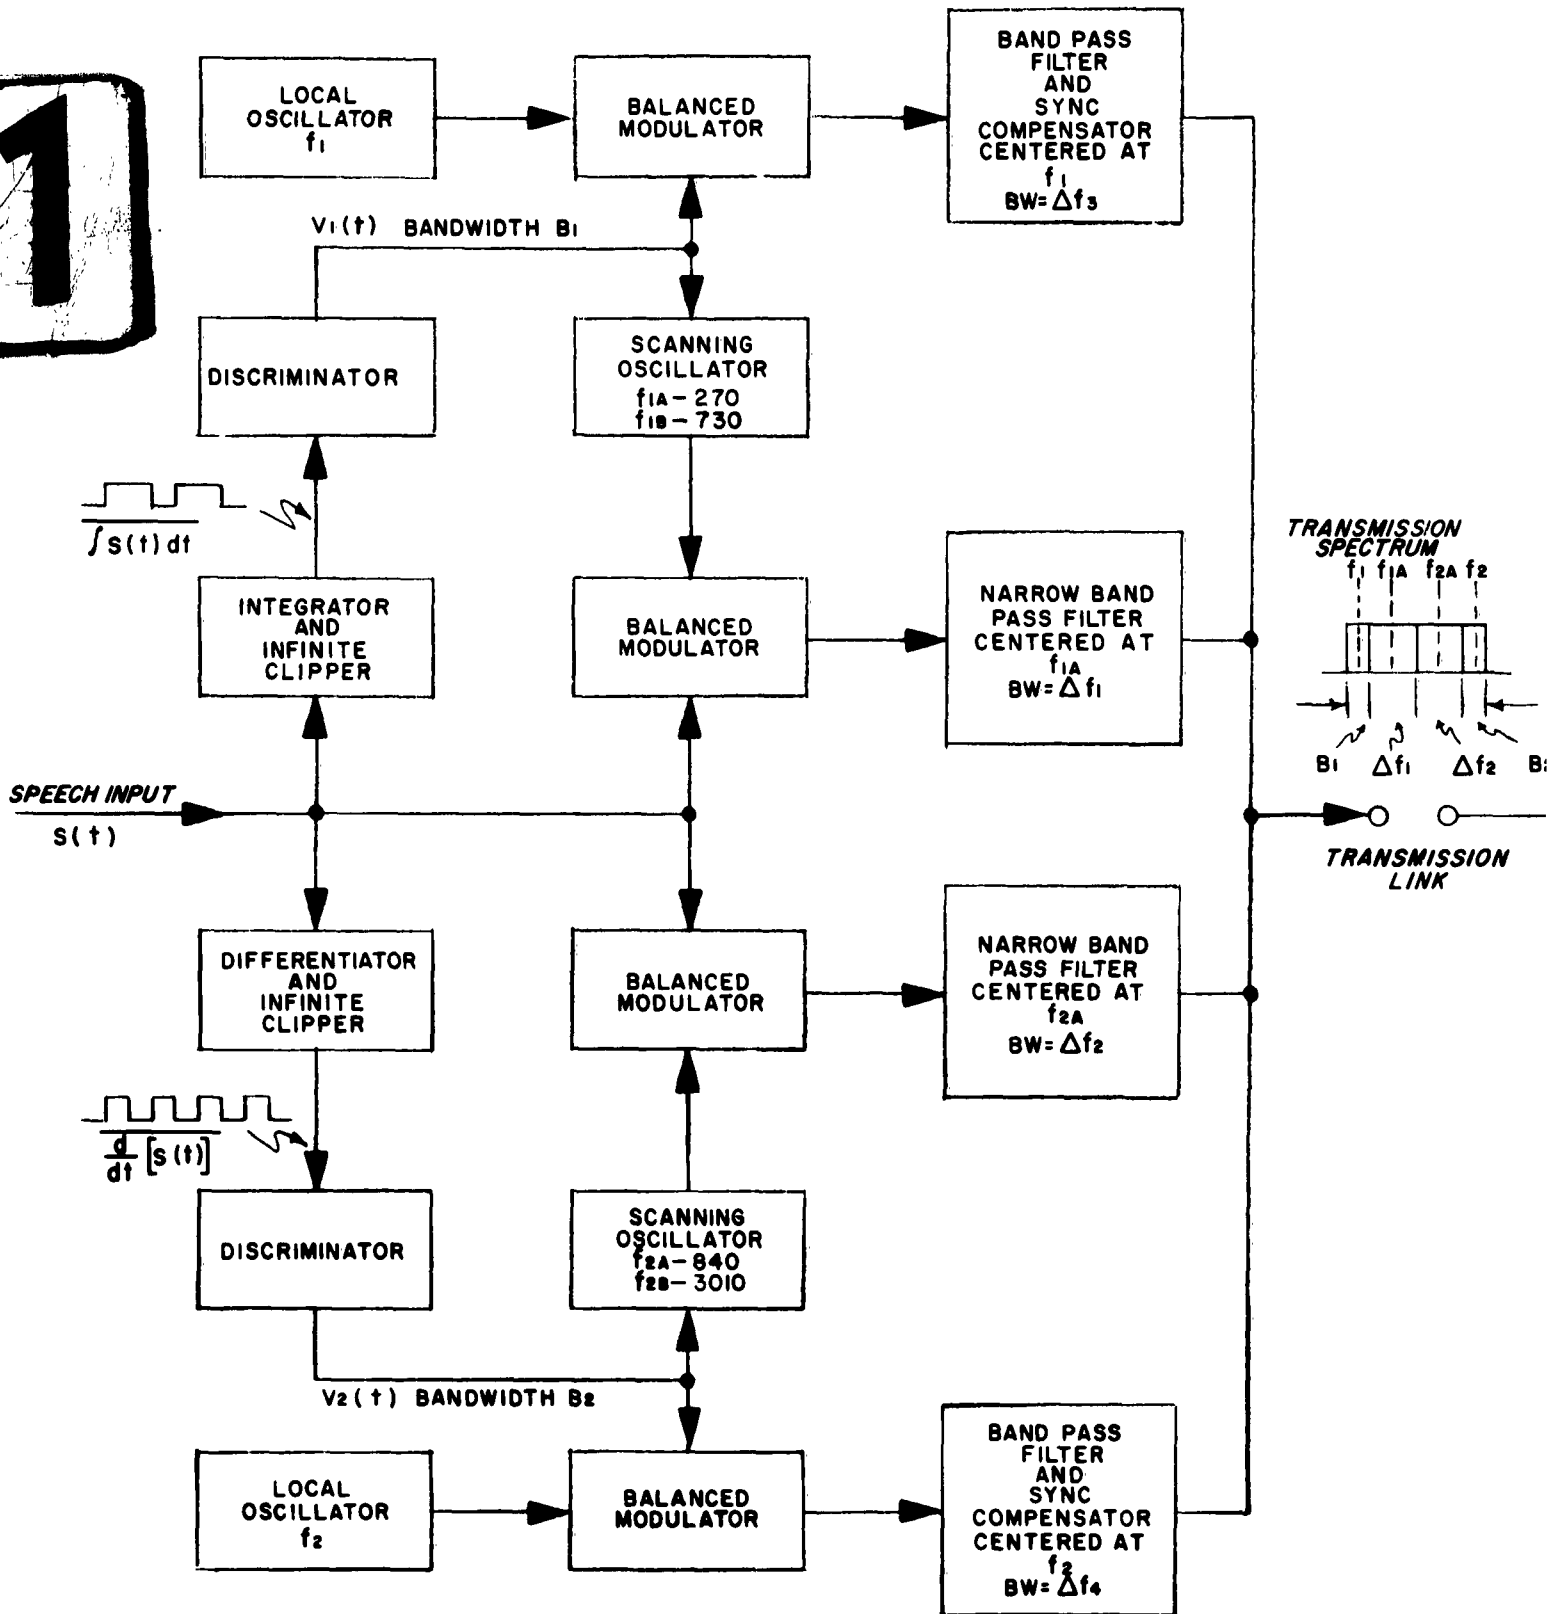 1
LOCAL
OSCILLATOR
f1
BALANCED
MODULATOR
BAND PASS
FILTER
AND
SYNC
COMPENSATOR
CENTERED AT
f1
BW=Δf3
V1(t) BANDWIDTH B1
DISCRIMINATOR
SCANNING
OSCILLATOR
f1A-270
f1B-730
∫S(t)dt
INTEGRATOR
AND
INFINITE
CLIPPER
BALANCED
MODULATOR
NARROW BAND
PASS FILTER
CENTERED AT
f1A
BW=Δf1
TRANSMISSION
SPECTRUM
f1 f1A f2A f2
B1 Δf1 Δf2
SPEECH INPUT
S(t)
TRANSMISSION
LINK
DIFFERENTIATOR
AND
INFINITE
CLIPPER
BALANCED
MODULATOR
NARROW BAND
PASS FILTER
CENTERED AT
f2A
BW=Δf2
d/dt [S(t)]
DISCRIMINATOR
SCANNING
OSCILLATOR
f2A-840
f2B-3010
V2(t) BANDWIDTH B2
LOCAL
OSCILLATOR
f2
BALANCED
MODULATOR
BAND PASS
FILTER
AND
SYNC
COMPENSATOR
CENTERED AT
f2
BW=Δf4